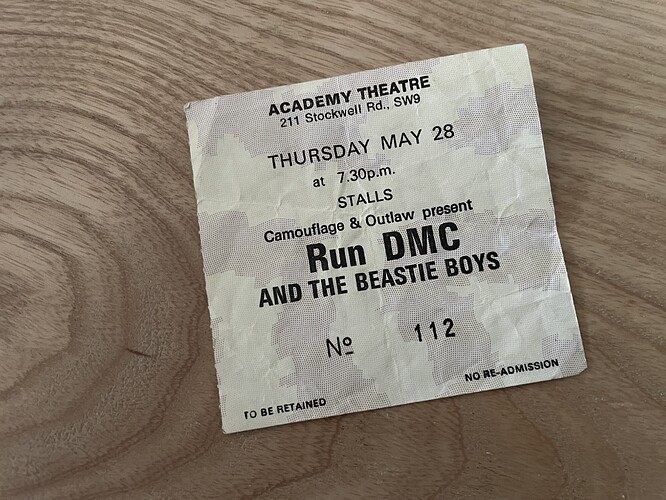 ACADEMY THEATRE
211 Stockwell Rd., SW9
THURSDAY MAY 28
at 7.30p.m.
STALLS
Camouflage & Outlaw present
Run DMC
AND THE BEASTIE BOYS
Nº 112
NO RE-ADMISSION
TO BE RETAINED